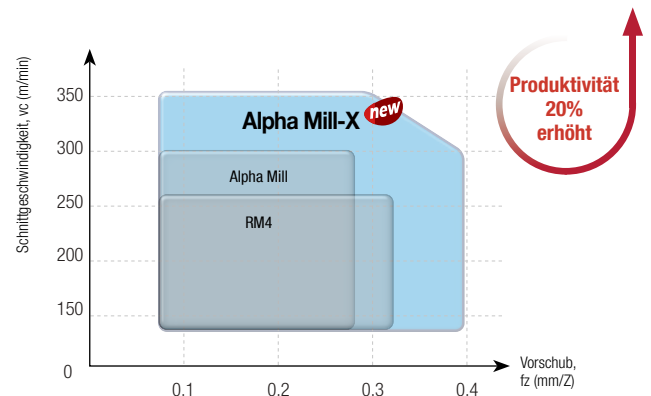 Schnittgeschwindigkeit, vc (m/min)
350
300
250
200
150
0
Alpha Mill-X new
Alpha Mill
RM4
0.1
0.2
0.3
0.4
Vorschub,
fz (mm/Z)
Produktivität
20%
erhöht